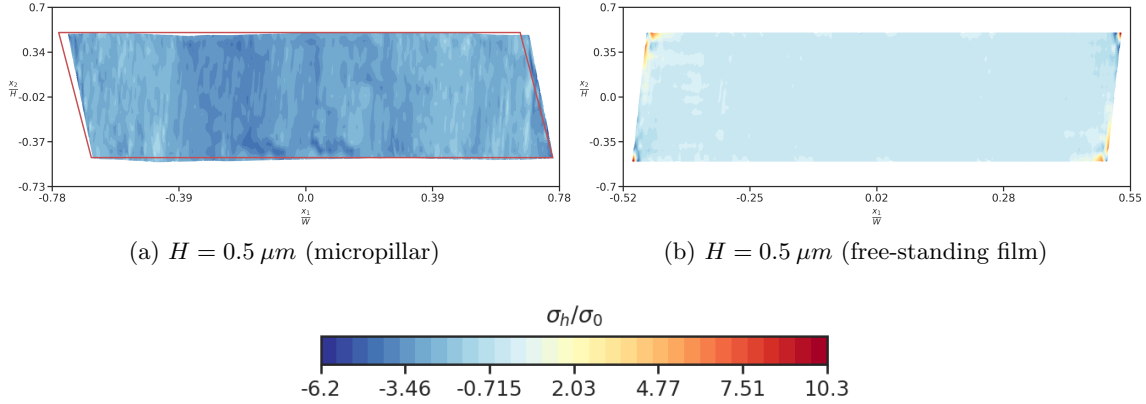 0.7
0.34
-0.02
-0.37
-0.73
x₂
H
-0.78
-0.39
0.0
0.39
0.78
x₁
W
0.7
0.34
0.0
-0.35
-0.7
x₂
H
-0.52
-0.25
0.02
0.28
0.55
x₁
W
(a) H = 0.5 μm (micropillar)
(b) H = 0.5 μm (free-standing film)
σₕ/σ₀
-6.2
-3.46
-0.715
2.03
4.77
7.51
10.3